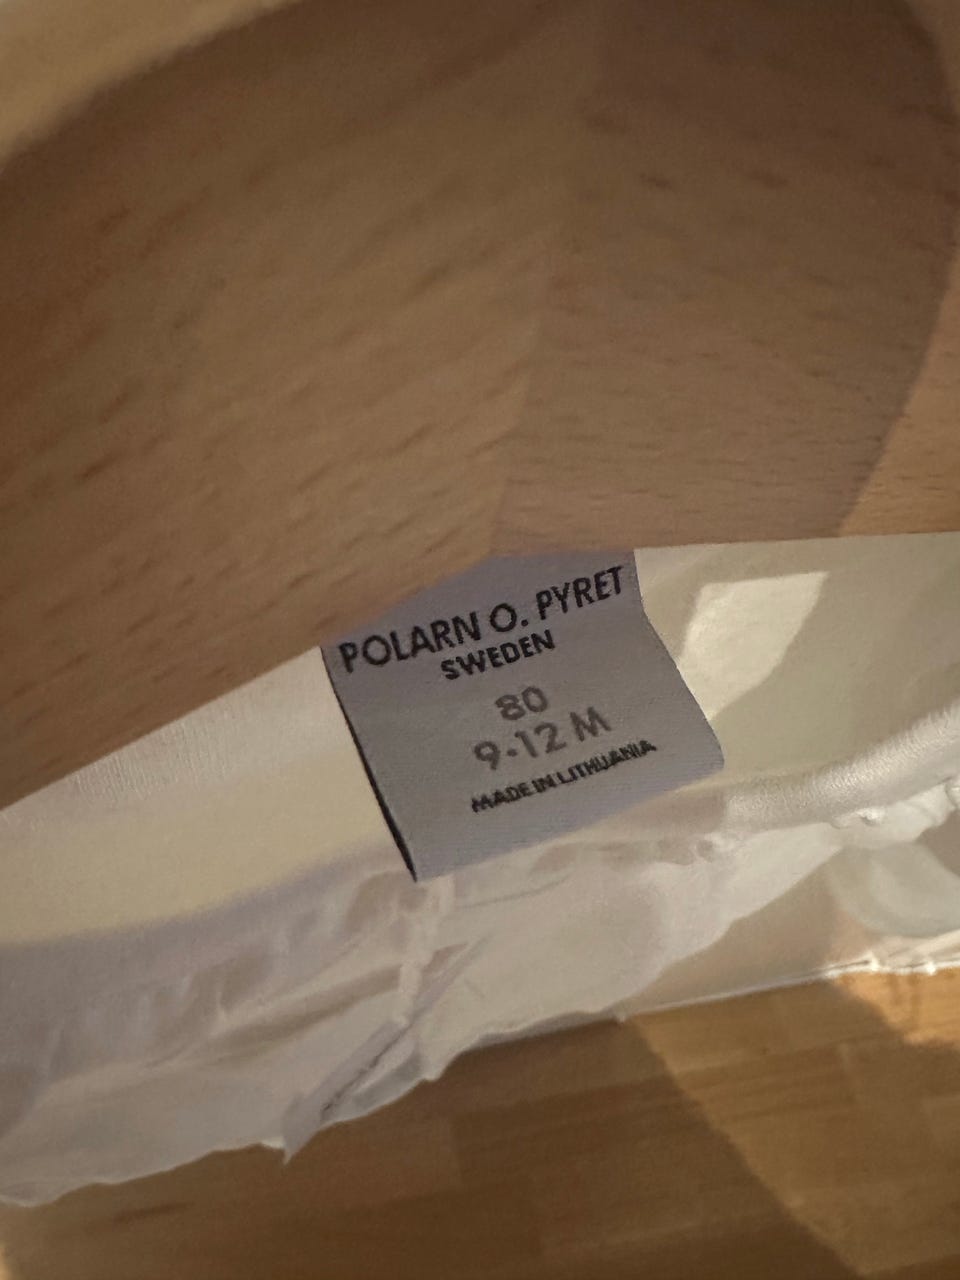 POLARN O. PYRET
SWEDEN
80
9-12 M
MADE IN LITHUANIA